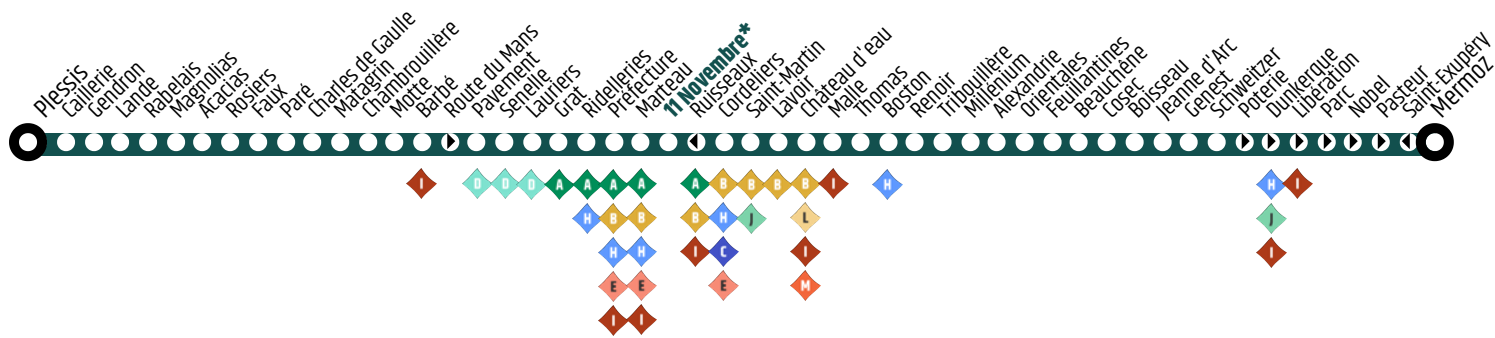 Plessis
Caillerie
Gendron
Lande
Rabelais
Magnolias
Acacias
Rosiers
Faux
Paré
Charles de Gaulle
Matagrin
Chambrouillère
Motte
Barbé
Route du Mans
Pavement
Senelle
Lauriers
Grat
Ridelleries
Préfecture
Marteau
11 Novembre*
Ruisseaux
Cordeliers
Saint-Martin
Lavoir
Château d'eau
Malle
Thomas
Boston
Renoir
Tribouillère
Millénium
Alexandrie
Orientales
Feuillantines
Beauchêne
Cosec
Boisseau
Jeanne d'Arc
Genest
Schweitzer
Poterie
Dunkerque
Libération
Parc
Nobel
Pasteur
Saint-Exupéry
Mermoz
I D D D A A A A A B B B B I H H I
H B B B H J L J
H H I C I I
E E E M
I I